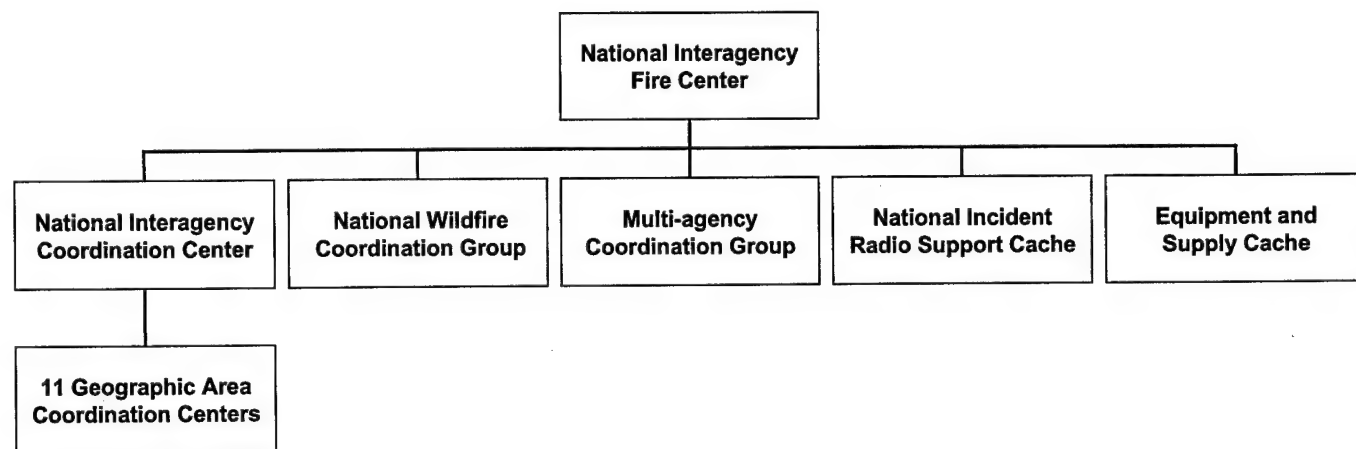 National Interagency
Fire Center
National Interagency
Coordination Center
National Wildfire
Coordination Group
Multi-agency
Coordination Group
National Incident
Radio Support Cache
Equipment and
Supply Cache
11 Geographic Area
Coordination Centers